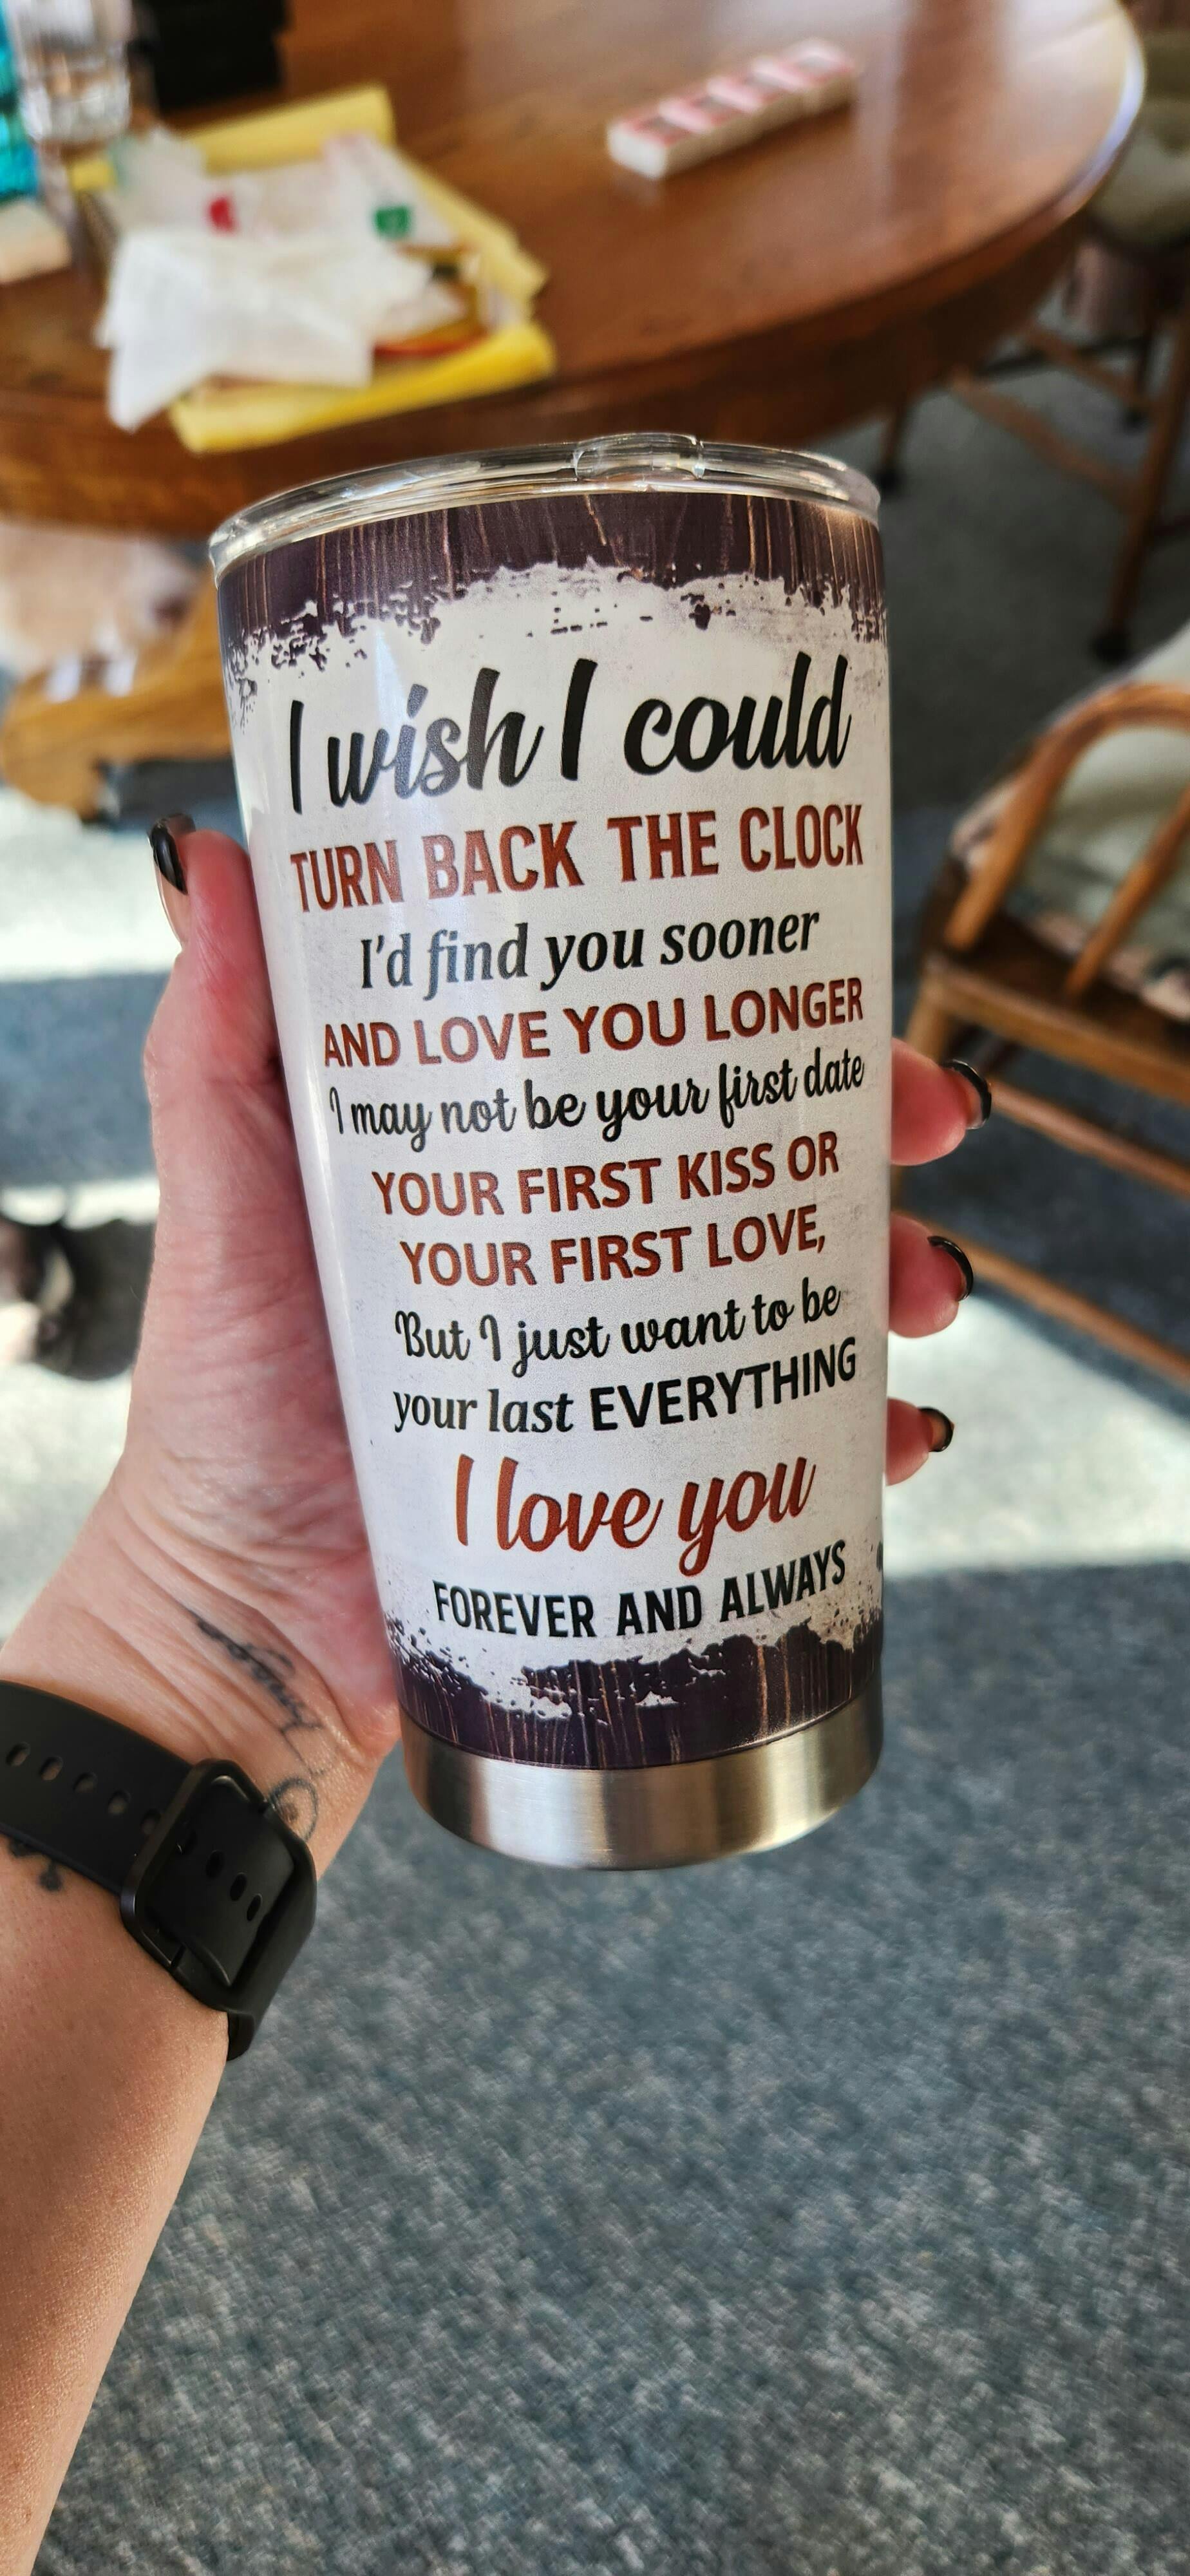 I wish I could
TURN BACK THE CLOCK
I'd find you sooner
AND LOVE YOU LONGER
I may not be your first date
YOUR FIRST KISS OR
YOUR FIRST LOVE,
But I just want to be
your last EVERYTHING
I love you
FOREVER AND ALWAYS